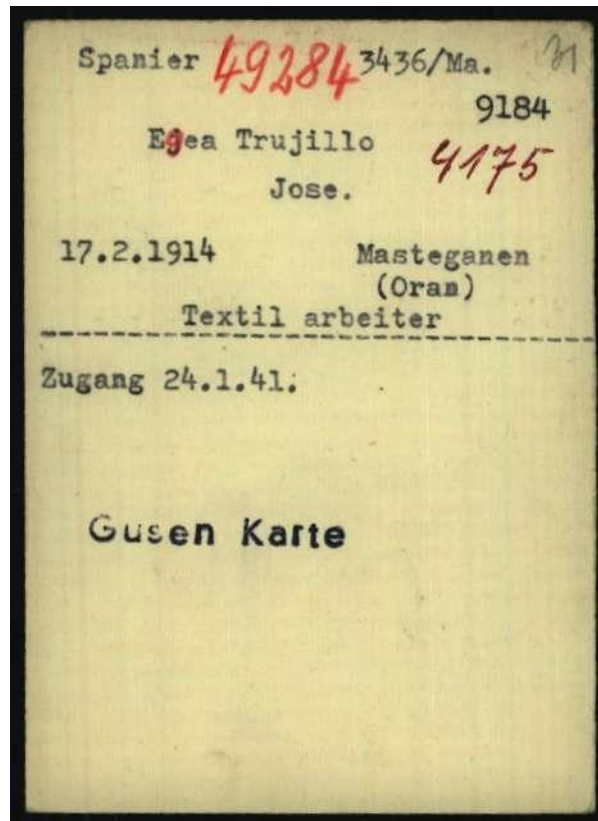 Spanier 49284 3436/Ma. 31
9184
Egea Trujillo
4175
Jose.
17.2.1914 Masteganen
(Oran)
Textil arbeiter
Zugang 24.1.41.
Gusen Karte